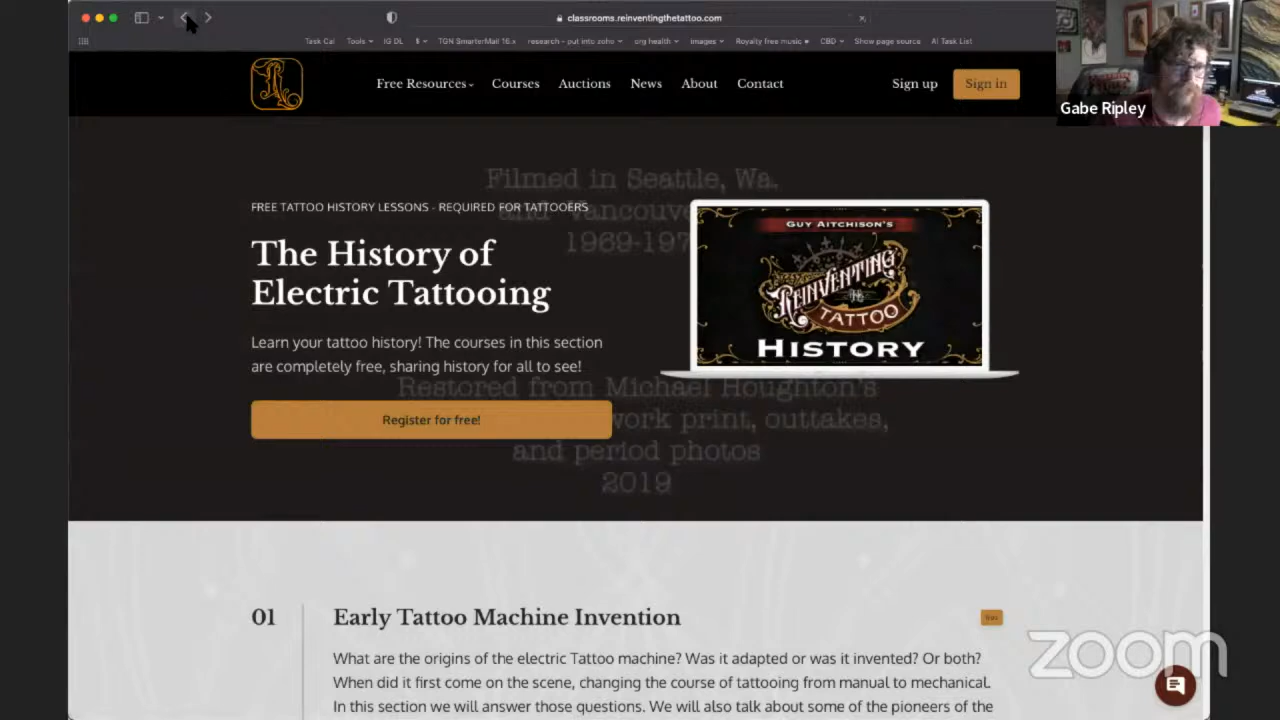 classrooms.reinventingthetattoo.com
Task Cal Tools IG DL $ TGN SmarterMail 16.x research - put into zoho org health Images Royalty free music CBD Show page source AI Task List
Free Resources Courses Auctions News About Contact Sign up Sign in
Gabe Ripley
Filmed in Seattle, Wa.
and Vancouve
1969-197
FREE TATTOO HISTORY LESSONS - REQUIRED FOR TATTOOERS
The History of
Electric Tattooing
Learn your tattoo history! The courses in this section
are completely free, sharing history for all to see!
Register for free!
GUY AITCHISON'S
REINVENTING
THE
TATTOO
HISTORY
Restored from Michael Houghton's
work print, outtakes,
and period photos
2019
01 Early Tattoo Machine Invention
What are the origins of the electric Tattoo machine? Was it adapted or was it invented? Or both?
When did it first come on the scene, changing the course of tattooing from manual to mechanical.
In this section we will answer those questions. We will also talk about some of the pioneers of the
zoom